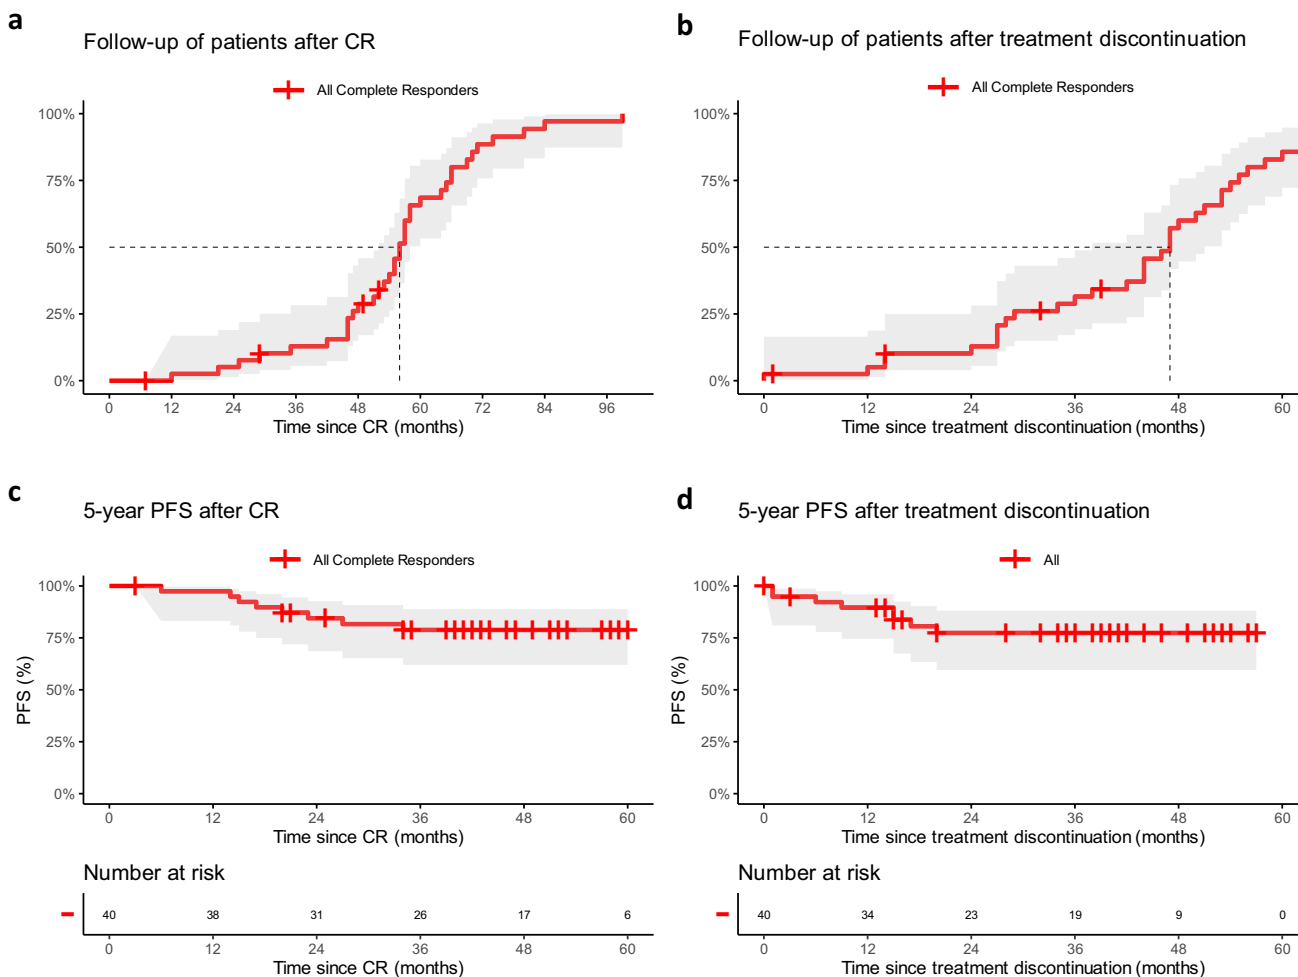 a
Follow-up of patients after CR
All Complete Responders
100%
75%
50%
25%
0%
0 12 24 36 48 60 72 84 96
Time since CR (months)
b
Follow-up of patients after treatment discontinuation
All Complete Responders
100%
75%
50%
25%
0%
0 12 24 36 48 60
Time since treatment discontinuation (months)
c
5-year PFS after CR
All Complete Responders
PFS (%)
100%
75%
50%
25%
0%
0 12 24 36 48 60
Time since CR (months)
Number at risk
40 38 31 26 17 6
0 12 24 36 48 60
Time since CR (months)
d
5-year PFS after treatment discontinuation
All
PFS (%)
100%
75%
50%
25%
0%
0 12 24 36 48 60
Time since treatment discontinuation (months)
Number at risk
40 34 23 19 9 0
0 12 24 36 48 60
Time since treatment discontinuation (months)